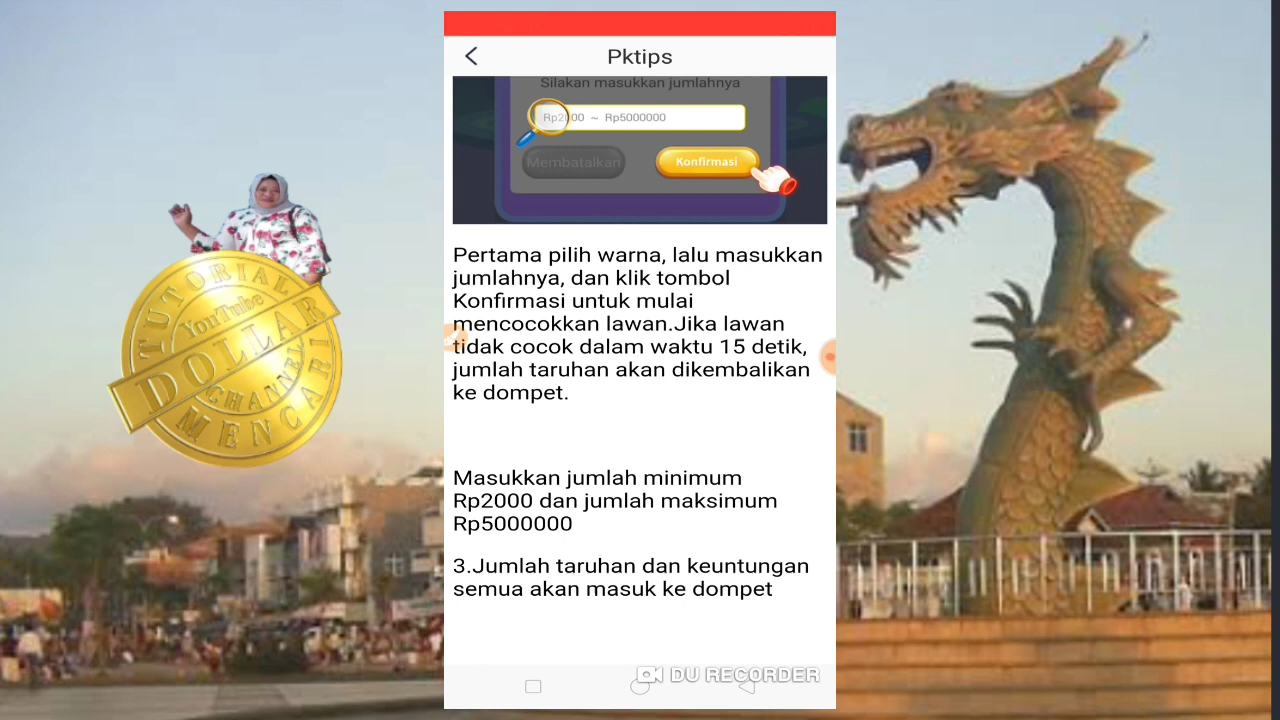 TUTORIAL
YouTube
DOLLAR
CHANNEL
MENCARI
Pktips
Silakan masukkan jumlahnya
Rp2000 ~ Rp5000000
Membatalkan
Konfirmasi
Pertama pilih warna, lalu masukkan
jumlahnya, dan klik tombol
Konfirmasi untuk mulai
mencocokkan lawan.Jika lawan
tidak cocok dalam waktu 15 detik,
jumlah taruhan akan dikembalikan
ke dompet.
Masukkan jumlah minimum
Rp2000 dan jumlah maksimum
Rp5000000
3.Jumlah taruhan dan keuntungan
semua akan masuk ke dompet
DU RECORDER